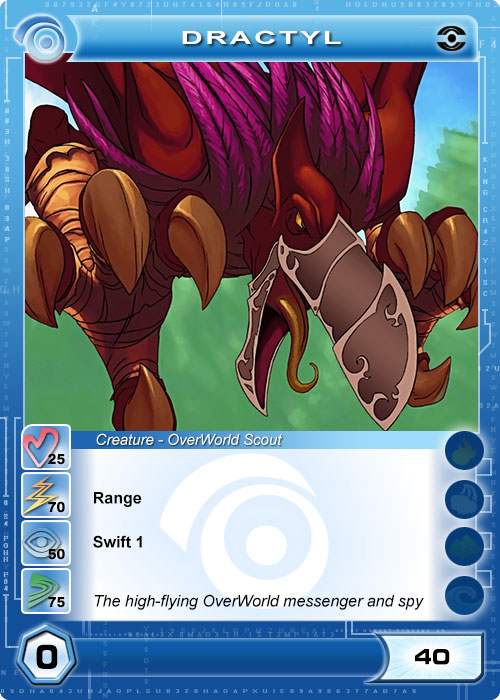 DRACTYL
Creature - OverWorld Scout
25
70
Range
50
Swift 1
75
The high-flying OverWorld messenger and spy
0
40